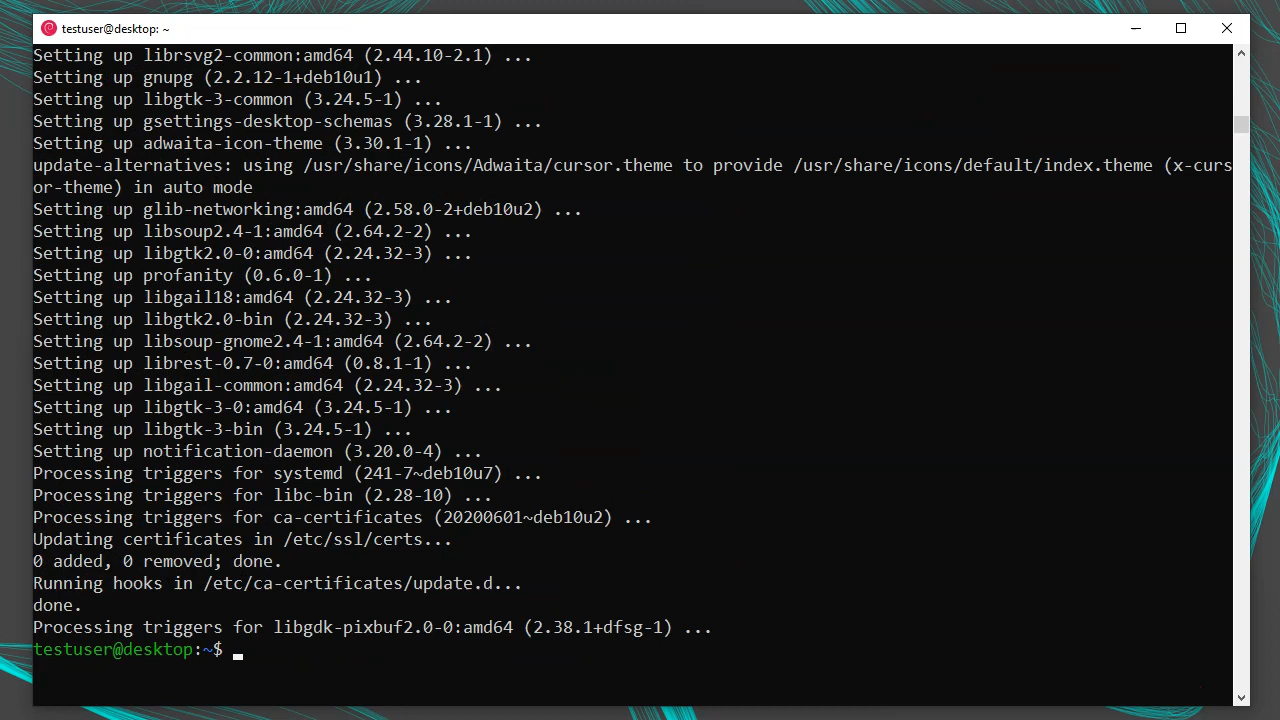 testuser@desktop: ~
Setting up librsvg2-common:amd64 (2.44.10-2.1) ...
Setting up gnupg (2.2.12-1+deb10u1) ...
Setting up libgtk-3-common (3.24.5-1) ...
Setting up gsettings-desktop-schemas (3.28.1-1) ...
Setting up adwaita-icon-theme (3.30.1-1) ...
update-alternatives: using /usr/share/icons/Adwaita/cursor.theme to provide /usr/share/icons/default/index.theme (x-curs
or-theme) in auto mode
Setting up glib-networking:amd64 (2.58.0-2+deb10u2) ...
Setting up libsoup2.4-1:amd64 (2.64.2-2) ...
Setting up libgtk2.0-0:amd64 (2.24.32-3) ...
Setting up profanity (0.6.0-1) ...
Setting up libgail18:amd64 (2.24.32-3) ...
Setting up libgtk2.0-bin (2.24.32-3) ...
Setting up libsoup-gnome2.4-1:amd64 (2.64.2-2) ...
Setting up librest-0.7-0:amd64 (0.8.1-1) ...
Setting up libgail-common:amd64 (2.24.32-3) ...
Setting up libgtk-3-0:amd64 (3.24.5-1) ...
Setting up libgtk-3-bin (3.24.5-1) ...
Setting up notification-daemon (3.20.0-4) ...
Processing triggers for systemd (241-7~deb10u7) ...
Processing triggers for libc-bin (2.28-10) ...
Processing triggers for ca-certificates (20200601~deb10u2) ...
Updating certificates in /etc/ssl/certs...
0 added, 0 removed; done.
Running hooks in /etc/ca-certificates/update.d...
done.
Processing triggers for libgdk-pixbuf2.0-0:amd64 (2.38.1+dfsg-1) ...
testuser@desktop:~$